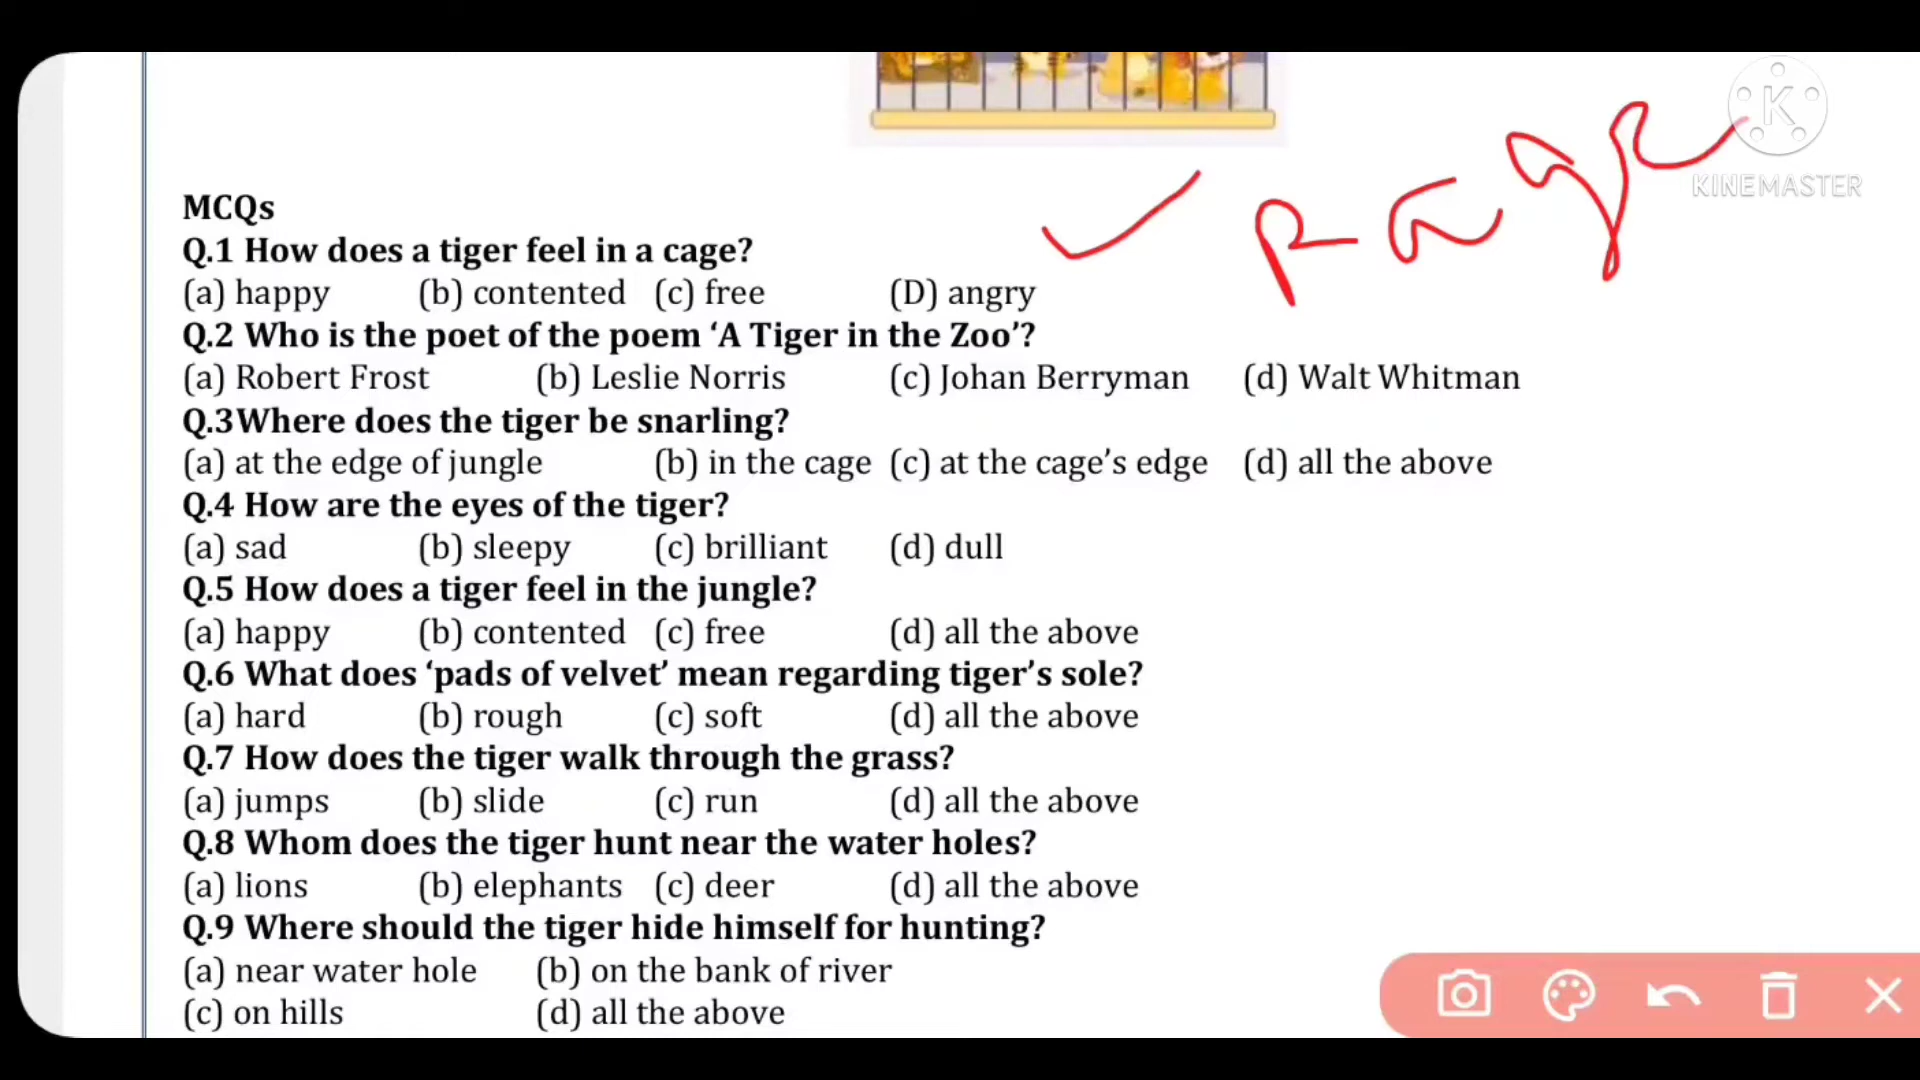 Rage
KINEMASTER
MCQs
Q.1 How does a tiger feel in a cage?
(a) happy (b) contented (c) free (D) angry
Q.2 Who is the poet of the poem ‘A Tiger in the Zoo’?
(a) Robert Frost (b) Leslie Norris (c) Johan Berryman (d) Walt Whitman
Q.3Where does the tiger be snarling?
(a) at the edge of jungle (b) in the cage (c) at the cage’s edge (d) all the above
Q.4 How are the eyes of the tiger?
(a) sad (b) sleepy (c) brilliant (d) dull
Q.5 How does a tiger feel in the jungle?
(a) happy (b) contented (c) free (d) all the above
Q.6 What does ‘pads of velvet’ mean regarding tiger’s sole?
(a) hard (b) rough (c) soft (d) all the above
Q.7 How does the tiger walk through the grass?
(a) jumps (b) slide (c) run (d) all the above
Q.8 Whom does the tiger hunt near the water holes?
(a) lions (b) elephants (c) deer (d) all the above
Q.9 Where should the tiger hide himself for hunting?
(a) near water hole (b) on the bank of river
(c) on hills (d) all the above